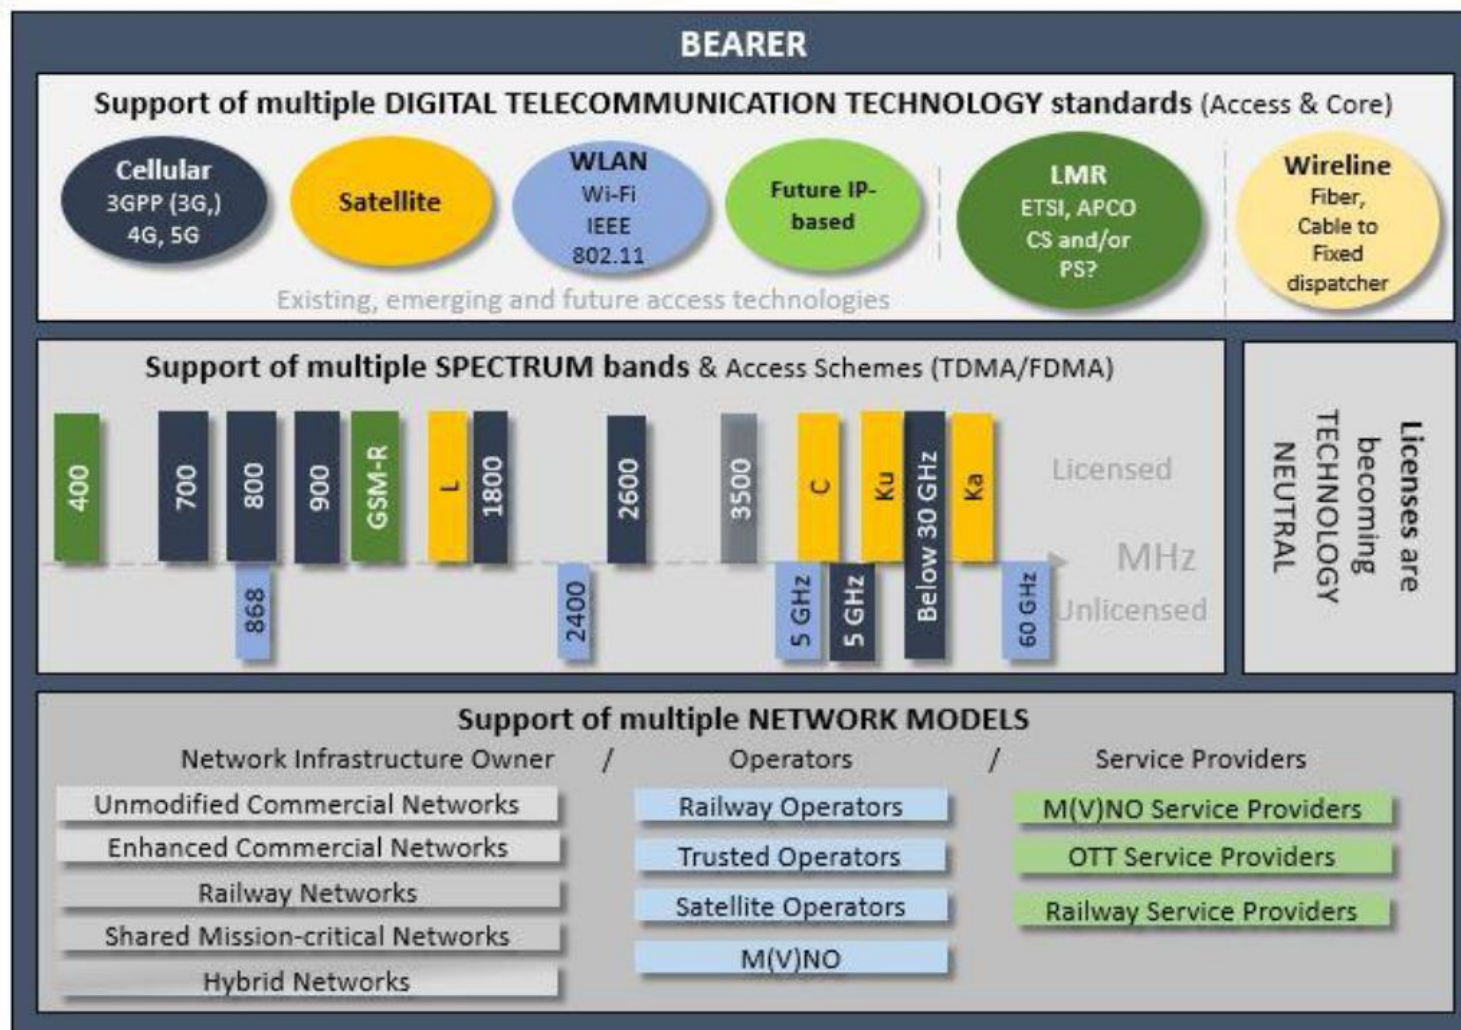 BEARER
Support of multiple DIGITAL TELECOMMUNICATION TECHNOLOGY standards (Access & Core)
Cellular
3GPP (3G,)
4G, 5G
Satellite
WLAN
Wi-Fi
IEEE
802.11
Future IP-
based
LMR
ETSI, APCO
CS and/or
PS?
Wireline
Fiber,
Cable to
Fixed
dispatcher
Existing, emerging and future access technologies
Support of multiple SPECTRUM bands & Access Schemes (TDMA/FDMA)
400
700
800
900
GSM-R
L
1800
2600
3500
C
Ku
Below 30 GHz
Ka
Licensed
MHz
Unlicensed
868
2400
5 GHz
5 GHz
60 GHz
Licenses are
becoming
TECHNOLOGY
NEUTRAL
Support of multiple NETWORK MODELS
Network Infrastructure Owner / Operators / Service Providers
Unmodified Commercial Networks
Enhanced Commercial Networks
Railway Networks
Shared Mission-critical Networks
Hybrid Networks
Railway Operators
Trusted Operators
Satellite Operators
M(V)NO
M(V)NO Service Providers
OTT Service Providers
Railway Service Providers